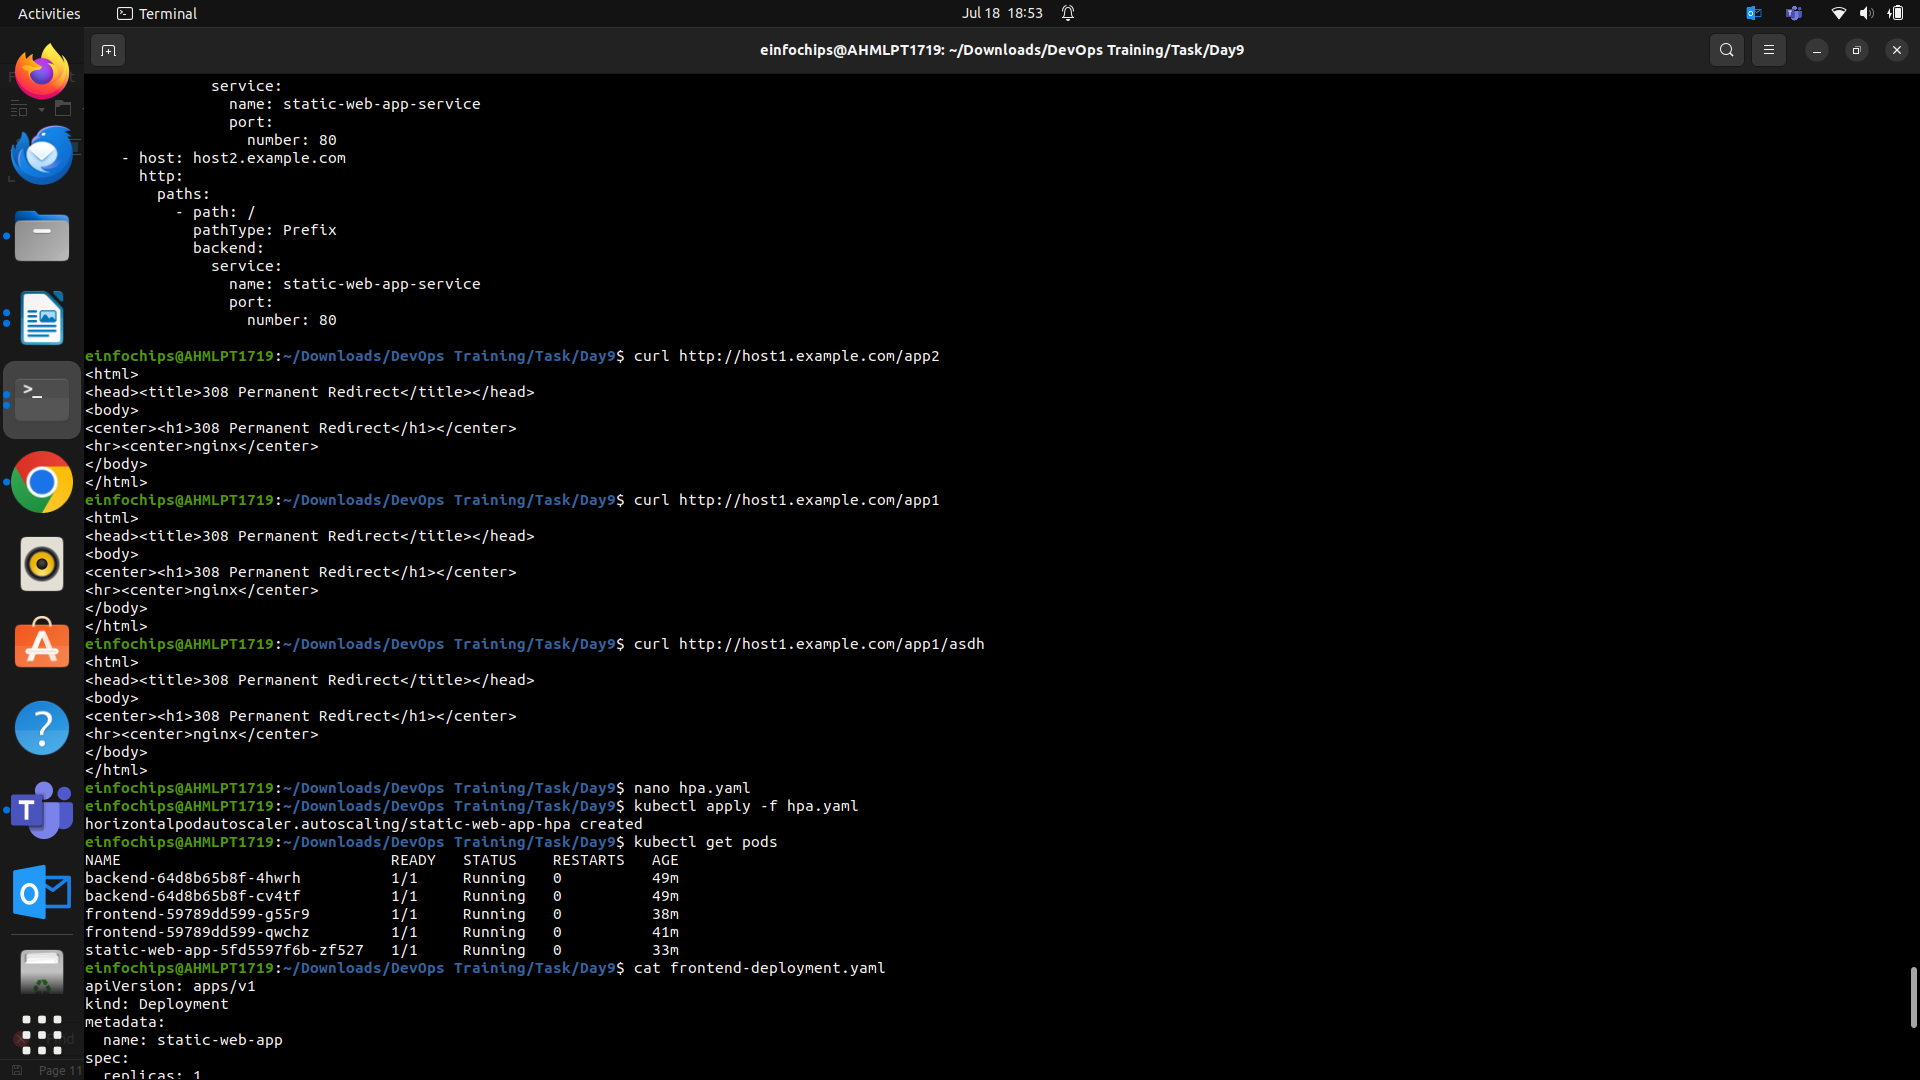 Activities
Terminal
Jul 18 18:53
einfochips@AHMLPT1719: ~/Downloads/DevOps Training/Task/Day9
              service:
                name: static-web-app-service
                port:
                  number: 80
    - host: host2.example.com
      http:
        paths:
          - path: /
            pathType: Prefix
            backend:
              service:
                name: static-web-app-service
                port:
                  number: 80
einfochips@AHMLPT1719:~/Downloads/DevOps Training/Task/Day9$ curl http://host1.example.com/app2
<html>
<head><title>308 Permanent Redirect</title></head>
<body>
<center><h1>308 Permanent Redirect</h1></center>
<hr><center>nginx</center>
</body>
</html>
einfochips@AHMLPT1719:~/Downloads/DevOps Training/Task/Day9$ curl http://host1.example.com/app1
<html>
<head><title>308 Permanent Redirect</title></head>
<body>
<center><h1>308 Permanent Redirect</h1></center>
<hr><center>nginx</center>
</body>
</html>
einfochips@AHMLPT1719:~/Downloads/DevOps Training/Task/Day9$ curl http://host1.example.com/app1/asdh
<html>
<head><title>308 Permanent Redirect</title></head>
<body>
<center><h1>308 Permanent Redirect</h1></center>
<hr><center>nginx</center>
</body>
</html>
einfochips@AHMLPT1719:~/Downloads/DevOps Training/Task/Day9$ nano hpa.yaml
einfochips@AHMLPT1719:~/Downloads/DevOps Training/Task/Day9$ kubectl apply -f hpa.yaml
horizontalpodautoscaler.autoscaling/static-web-app-hpa created
einfochips@AHMLPT1719:~/Downloads/DevOps Training/Task/Day9$ kubectl get pods
NAME                              READY   STATUS    RESTARTS   AGE
backend-64d8b65b8f-4hwrh          1/1     Running   0          49m
backend-64d8b65b8f-cv4tf          1/1     Running   0          49m
frontend-59789dd599-g55r9         1/1     Running   0          38m
frontend-59789dd599-qwchz         1/1     Running   0          41m
static-web-app-5fd5597f6b-zf527   1/1     Running   0          33m
einfochips@AHMLPT1719:~/Downloads/DevOps Training/Task/Day9$ cat frontend-deployment.yaml
apiVersion: apps/v1
kind: Deployment
metadata:
  name: static-web-app
spec:
  replicas: 1
Page 11